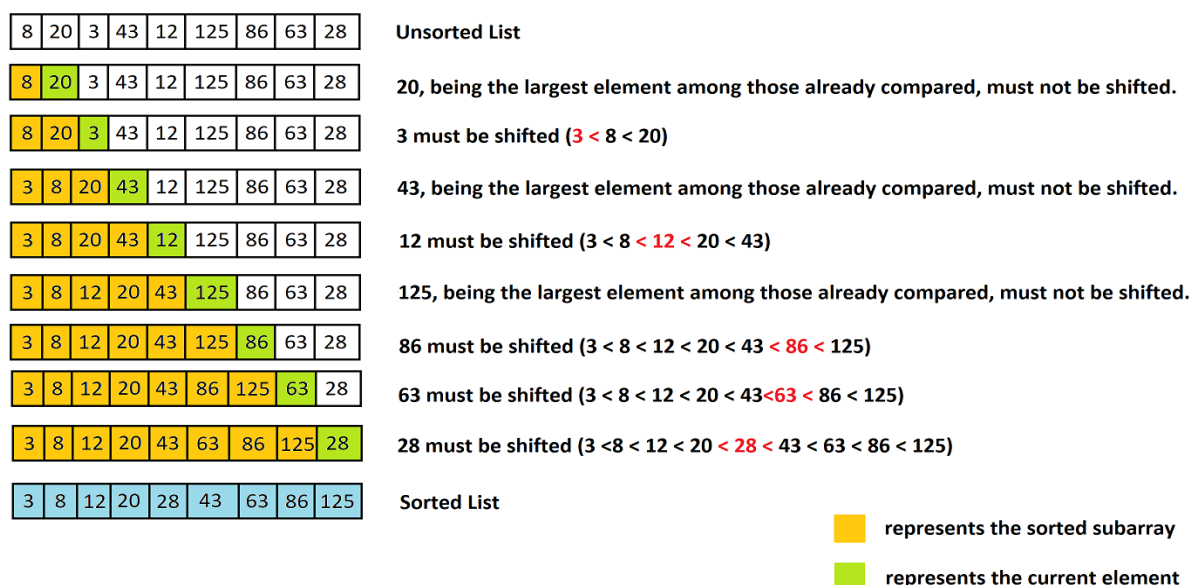 8 20 3 43 12 125 86 63 28 Unsorted List
8 20 3 43 12 125 86 63 28 20, being the largest element among those already compared, must not be shifted.
8 20 3 43 12 125 86 63 28 3 must be shifted (3 < 8 < 20)
3 8 20 43 12 125 86 63 28 43, being the largest element among those already compared, must not be shifted.
3 8 20 43 12 125 86 63 28 12 must be shifted (3 < 8 < 12 < 20 < 43)
3 8 12 20 43 125 86 63 28 125, being the largest element among those already compared, must not be shifted.
3 8 12 20 43 125 86 63 28 86 must be shifted (3 < 8 < 12 < 20 < 43 < 86 < 125)
3 8 12 20 43 86 125 63 28 63 must be shifted (3 < 8 < 12 < 20 < 43<63 < 86 < 125)
3 8 12 20 43 63 86 125 28 28 must be shifted (3 <8 < 12 < 20 < 28 < 43 < 63 < 86 < 125)
3 8 12 20 28 43 63 86 125 Sorted List
represents the sorted subarray
represents the current element